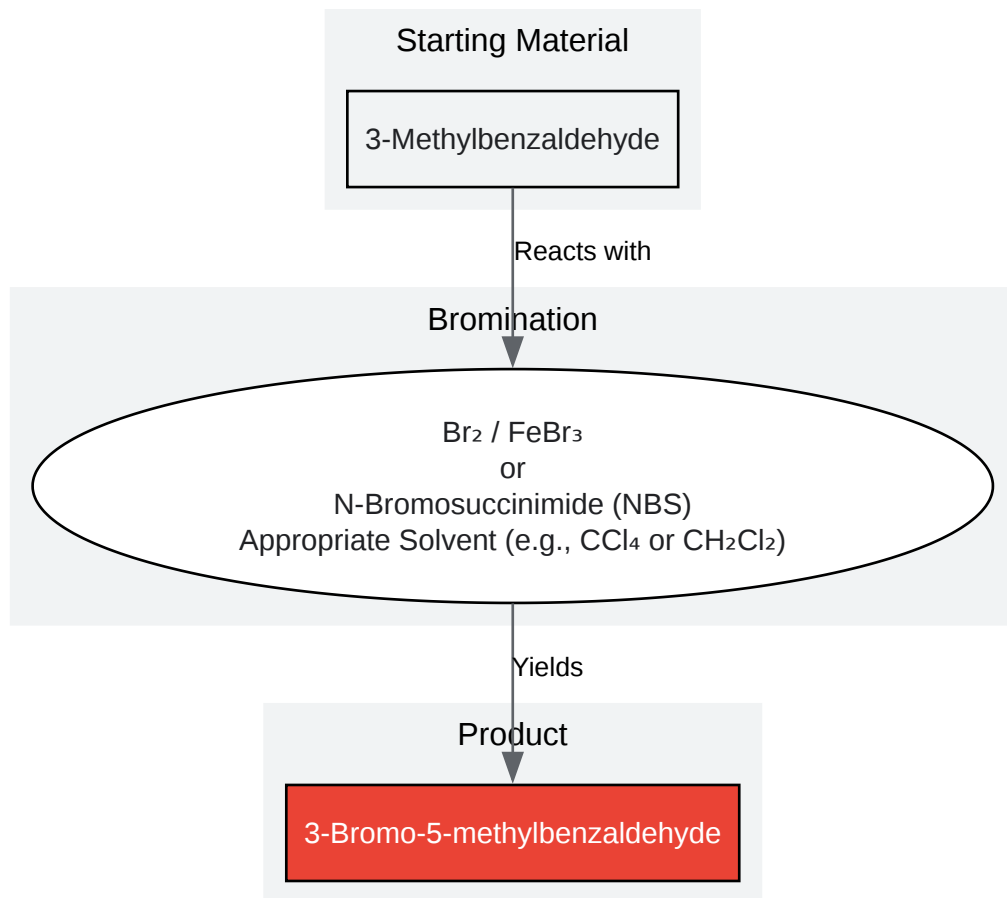 Starting Material
3-Methylbenzaldehyde
Reacts with
Bromination
Br₂ / FeBr₃
or
N-Bromosuccinimide (NBS)
Appropriate Solvent (e.g., CCl₄ or CH₂Cl₂)
Yields
Product
3-Bromo-5-methylbenzaldehyde